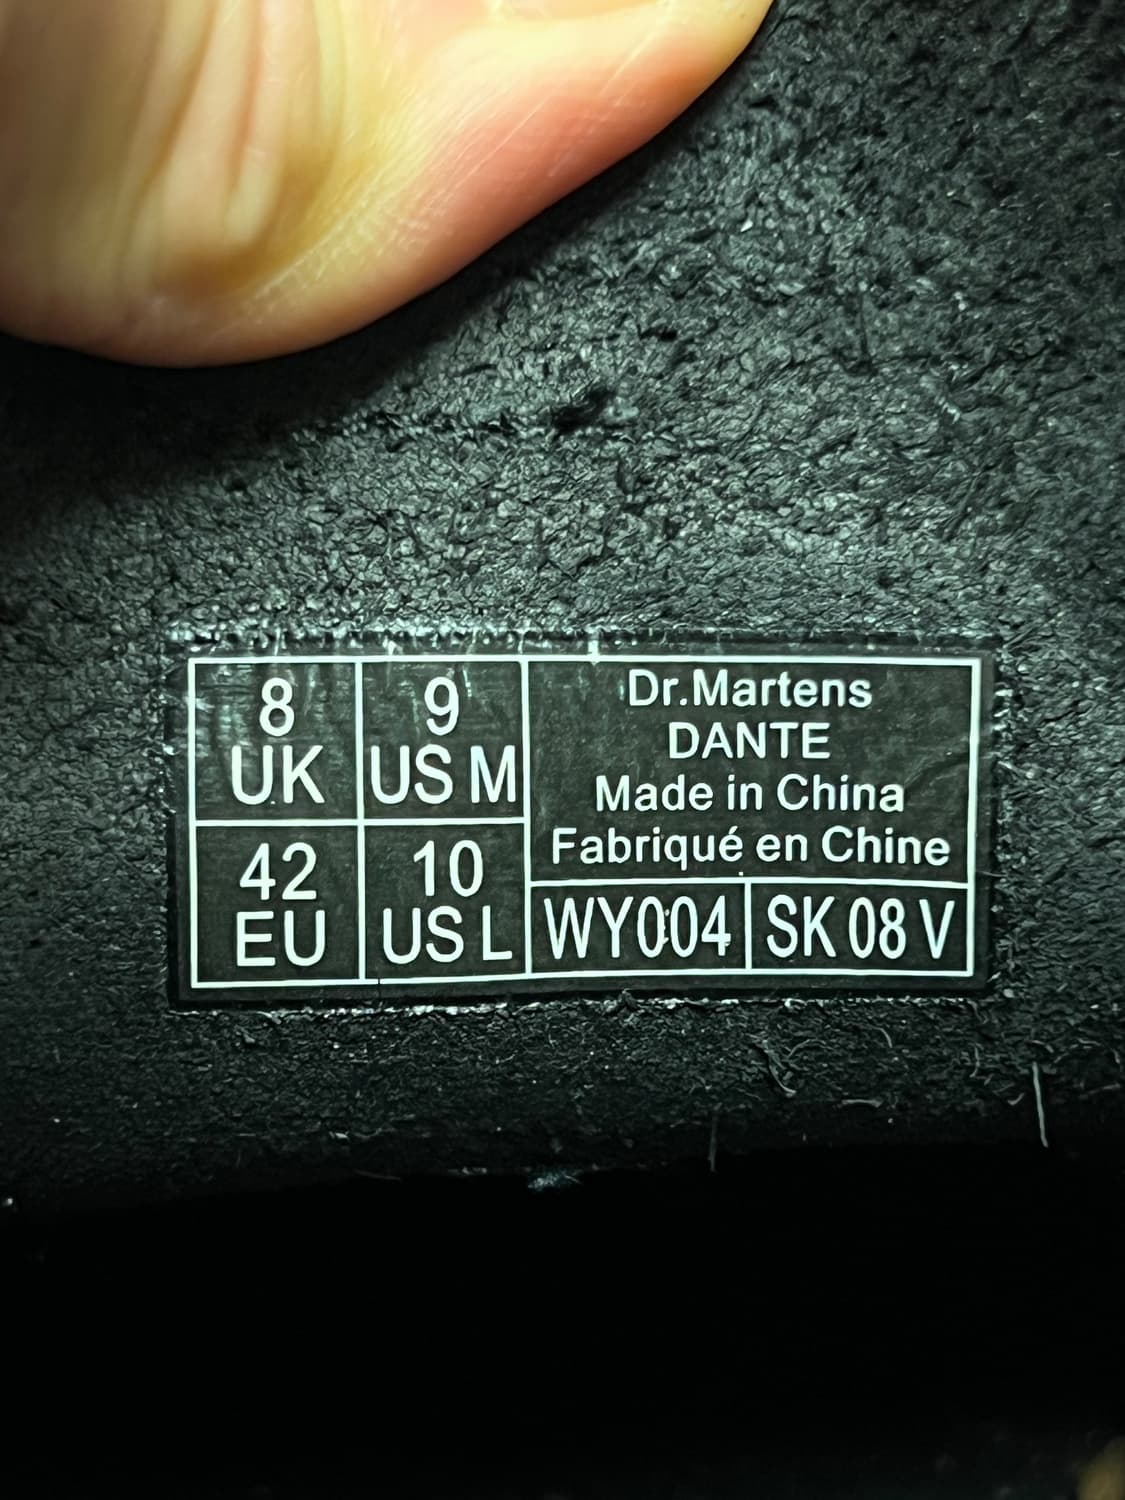 8
UK
9
US M
42
EU
10
US L
Dr.Martens
DANTE
Made in China
Fabriqué en Chine
WY004
SK 08 V